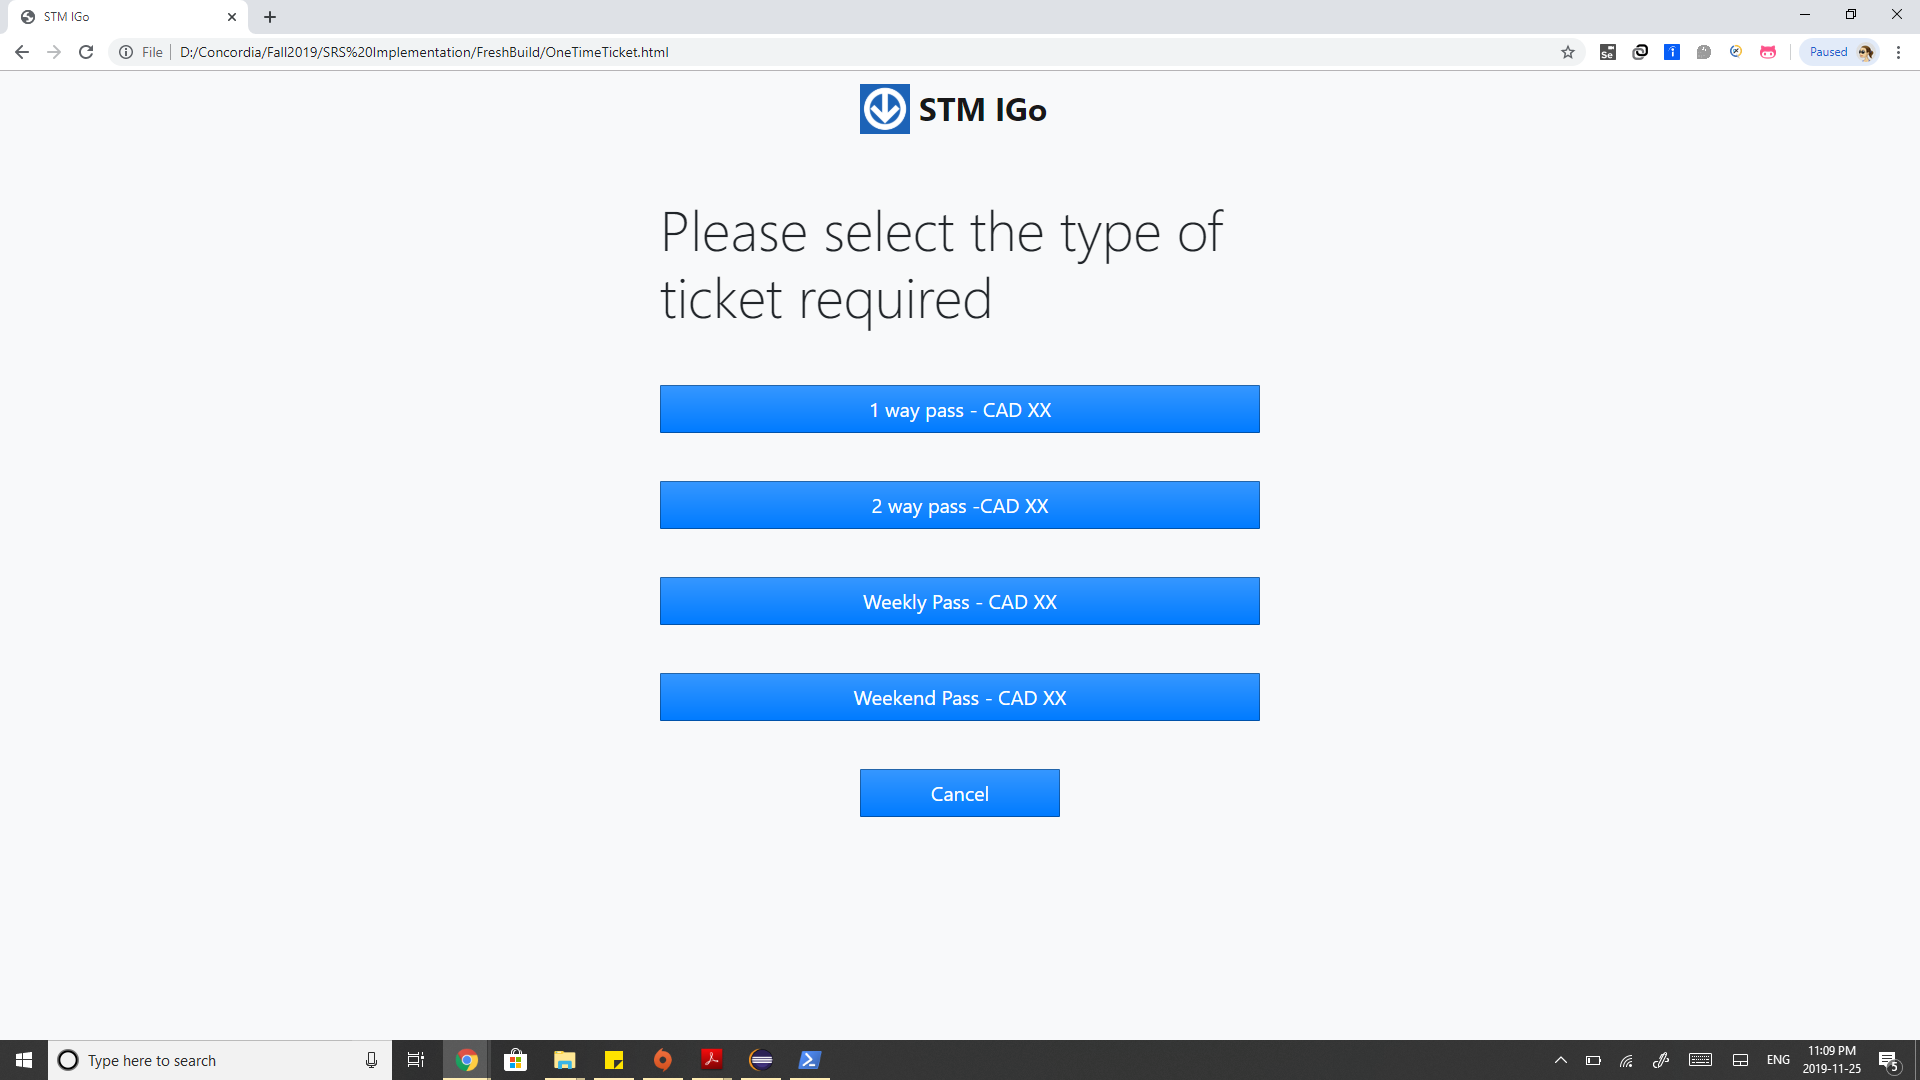 STM IGo
File
D:/Concordia/Fall2019/SRS%20Implementation/FreshBuild/OneTimeTicket.html
Se
Paused
STM IGo
Please select the type of
ticket required
1 way pass - CAD XX
2 way pass -CAD XX
Weekly Pass - CAD XX
Weekend Pass - CAD XX
Cancel
Type here to search
ENG
11:09 PM
2019-11-25
5